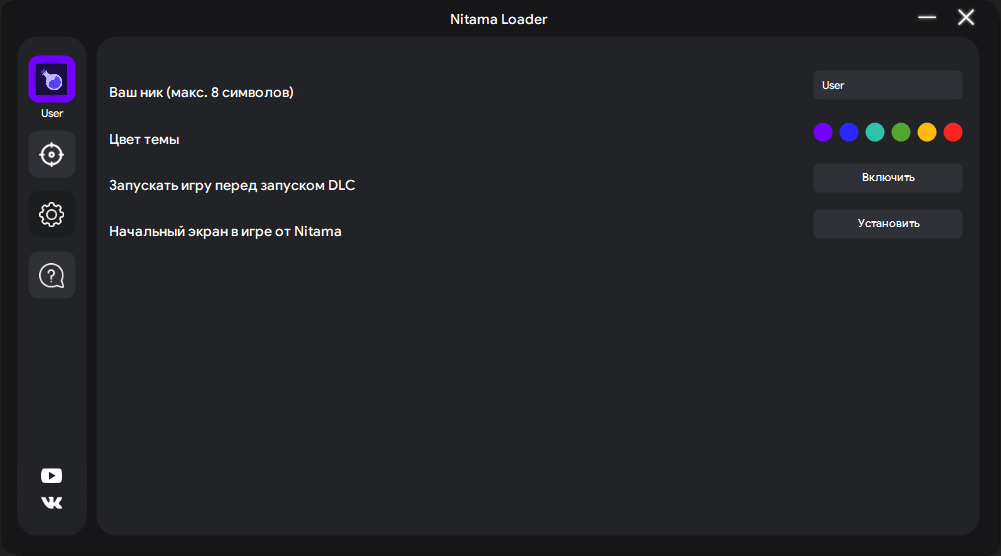 Nitama Loader
User
Ваш ник (макс. 8 символов)
User
Цвет темы
Запускать игру перед запуском DLC
Включить
Начальный экран в игре от Nitama
Установить